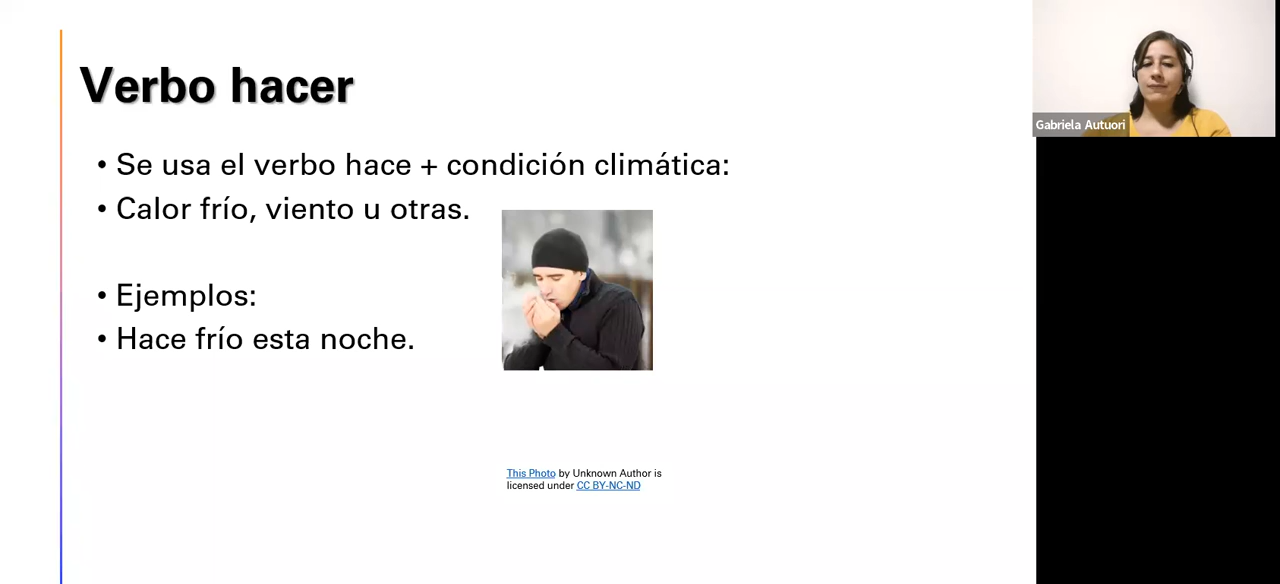 Verbo hacer
• Se usa el verbo hace + condición climática:
• Calor frío, viento u otras.
• Ejemplos:
• Hace frío esta noche.
This Photo by Unknown Author is
licensed under CC BY-NC-ND
Gabriela Autuori